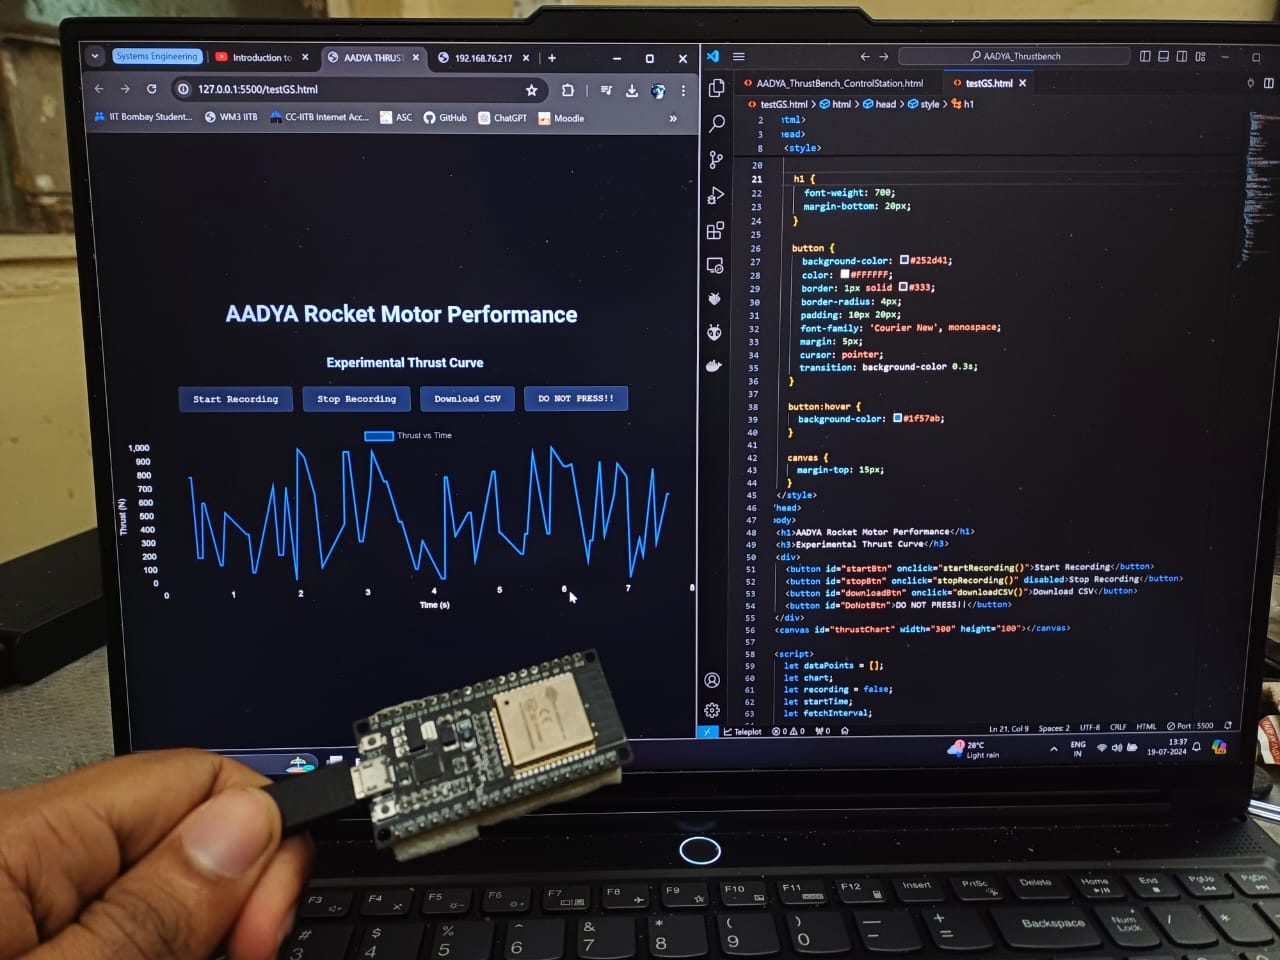 Systems Engineering
Introduction to
AADYA THRUS
192.168.76.217
127.0.0.1:5500/testGS.html
IIT Bombay Student...
WM3 IITB
CC-IITB Internet Acc...
ASC
GitHub
ChatGPT
Moodle
»
AADYA Rocket Motor Performance
Experimental Thrust Curve
Start Recording
Stop Recording
Download CSV
DO NOT PRESS!!
Thrust vs Time
1,000
900
800
700
600
500
400
300
200
100
0
Thrust (N)
0 1 2 3 4 5 6 7 8
Time (s)
AADYA_Thrustbench
AADYA_ThrustBench_ControlStation.html
testGS.html
testGS.html > html > head > style > h1
2 tml>
3 ead>
8 <style>
20
21 h1 {
22 font-weight: 700;
23 margin-bottom: 20px;
24 }
25
26 button {
27 background-color: #252d41;
28 color: #FFFFFF;
29 border: 1px solid #333;
30 border-radius: 4px;
31 padding: 10px 20px;
32 font-family: 'Courier New', monospace;
33 margin: 5px;
34 cursor: pointer;
35 transition: background-color 0.3s;
36 }
37
38 button:hover {
39 background-color: #1f57ab;
40 }
41
42 canvas {
43 margin-top: 15px;
44 }
45 </style>
46 head>
47 ody>
48 <h1>AADYA Rocket Motor Performance</h1>
49 <h3>Experimental Thrust Curve</h3>
50 <div>
51 <button id="startBtn" onclick="startRecording()">Start Recording</button>
52 <button id="stopBtn" onclick="stopRecording()" disabled>Stop Recording</button>
53 <button id="downloadBtn" onclick="downloadCSV()">Download CSV</button>
54 <button id="DoNotBtn">DO NOT PRESS!!</button>
55 </div>
56 <canvas id="thrustChart" width="300" height="100"></canvas>
57
58 <script>
59 let dataPoints = [];
60 let chart;
61 let recording = false;
62 let startTime;
63 let fetchInterval;
Teleplot 0 0 0
Ln 21, Col 9 Spaces: 2 UTF-8 CRLF HTML Port : 5500
28°C
Light rain
ENG
IN
13:37
19-07-2024
F3 F4 F5 F6 F7 F8 F9 F10 F11 F12 Insert PrtSc Delete Home End PgUp PgDn
# 3 $ 4 % 5 ^ 6 & 7 * 8 ( 9 ) 0 — - + = Backspace Num Lock / *